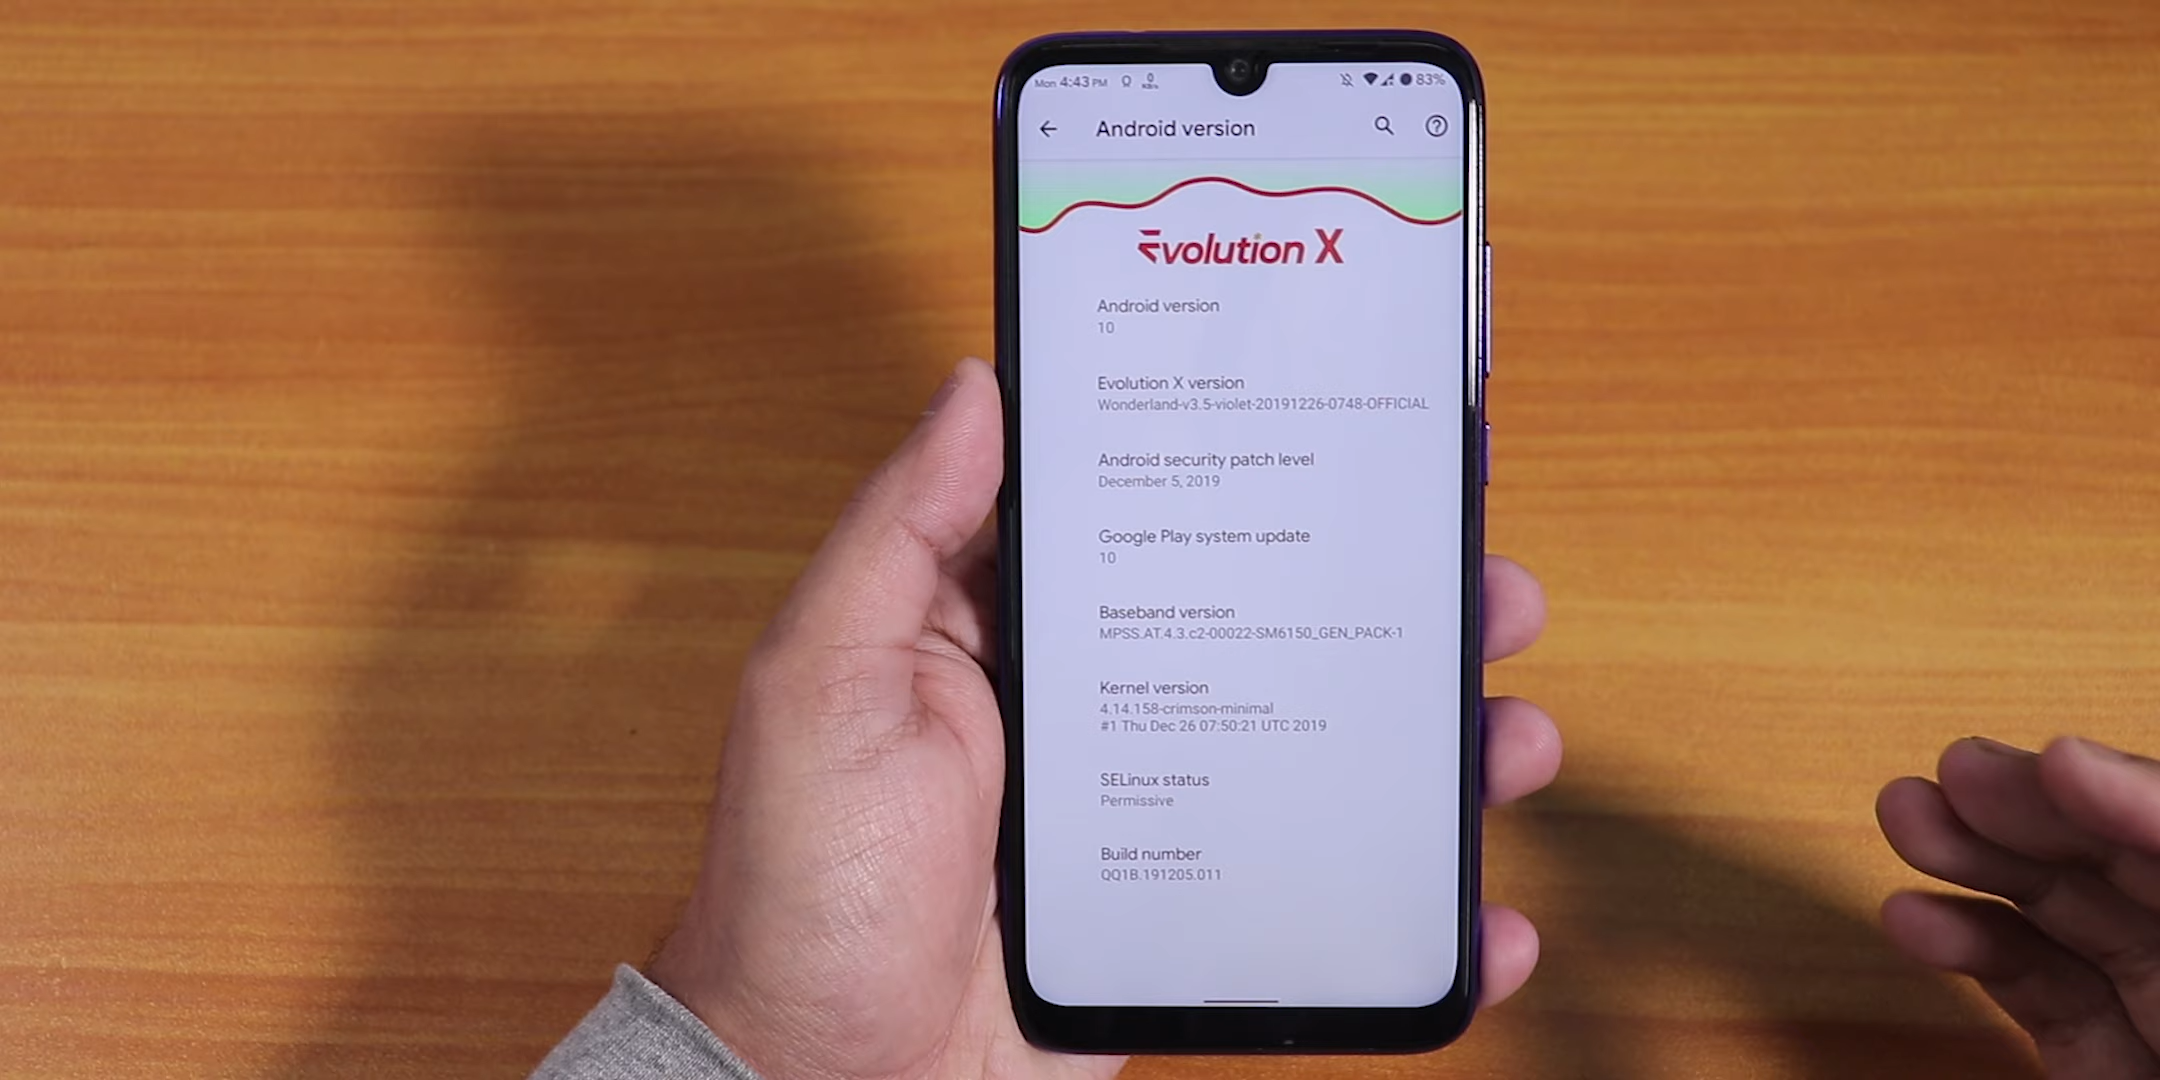 Mon 4:43 PM 83%
Android version
Evolution X
Android version
10
Evolution X version
Wonderland-v3.5-violet-20191226-0748-OFFICIAL
Android security patch level
December 5, 2019
Google Play system update
10
Baseband version
MPSS.AT.4.3.c2-00022-SM6150_GEN_PACK-1
Kernel version
4.14.158-crimson-minimal
#1 Thu Dec 26 07:50:21 UTC 2019
SELinux status
Permissive
Build number
QQ1B.191205.011